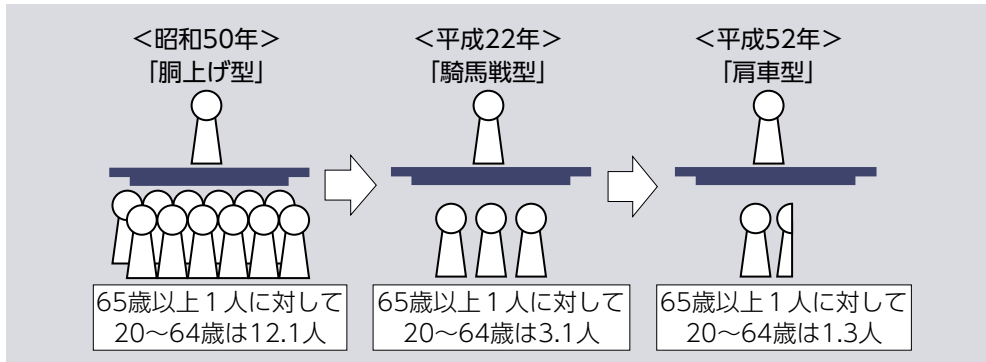 <昭和50年>
「胴上げ型」
65歳以上1人に対して
20～64歳は12.1人
<平成22年>
「騎馬戦型」
65歳以上1人に対して
20～64歳は3.1人
<平成52年>
「肩車型」
65歳以上1人に対して
20～64歳は1.3人